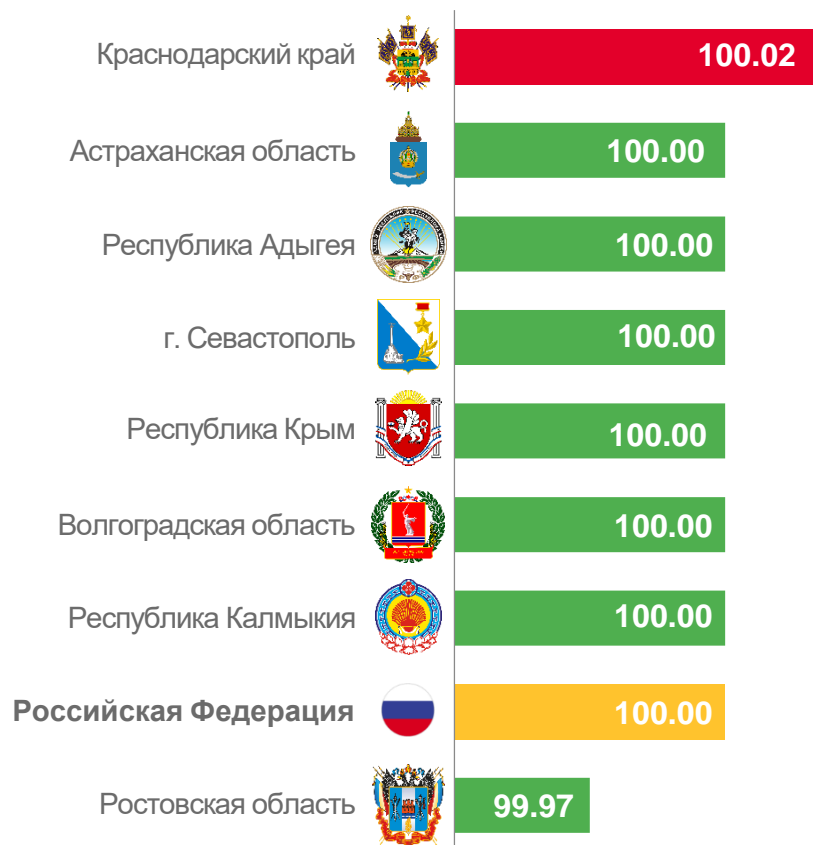 Краснодарский край 100.02
Астраханская область 100.00
Республика Адыгея 100.00
г. Севастополь 100.00
Республика Крым 100.00
Волгоградская область 100.00
Республика Калмыкия 100.00
Российская Федерация 100.00
Ростовская область 99.97